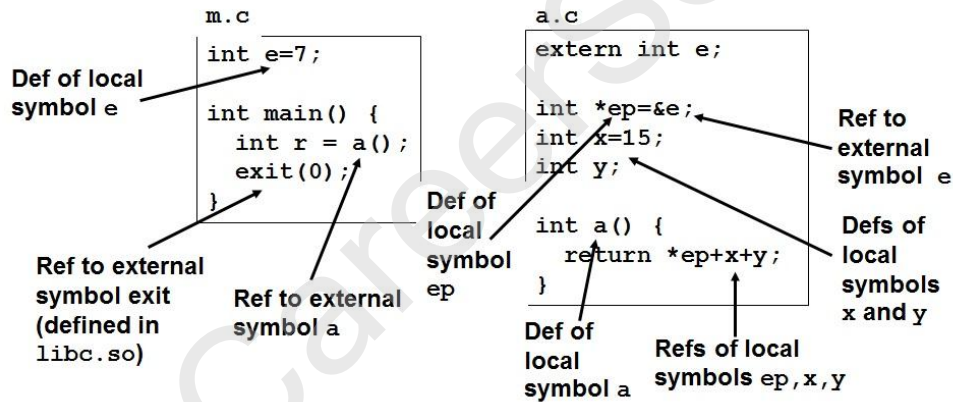 m.c
int e=7;
int main() {
int r = a();
exit(0);
}
Def of local
symbol e
Ref to external
symbol exit
(defined in
libc.so)
Ref to external
symbol a
a.c
extern int e;
int *ep=&e;
int x=15;
int y;
int a() {
return *ep+x+y;
}
Def of
local
symbol
ep
Ref to
external
symbol e
Defs of
local
symbols
x and y
Def of
local
symbol a
Refs of local
symbols ep,x,y